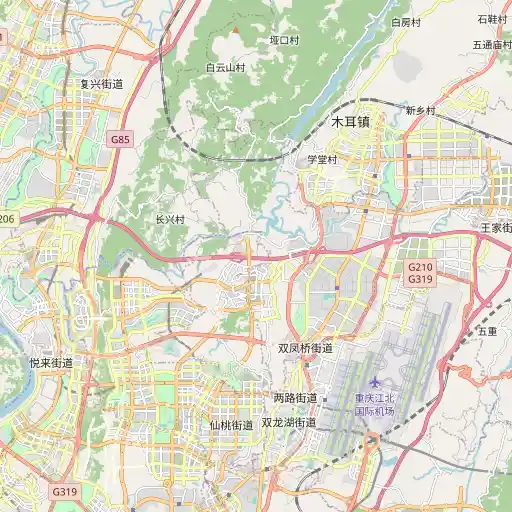 白房村
石鞋村
垭口村
五通庙村
白云山村
复兴街道
新乡村
木耳镇
G85
学堂村
长兴村
206
王家街
G210
G319
五重
双凤桥街道
悦来街道
重庆江北
国际机场
两路街道
仙桃街道
双龙湖街道
G319